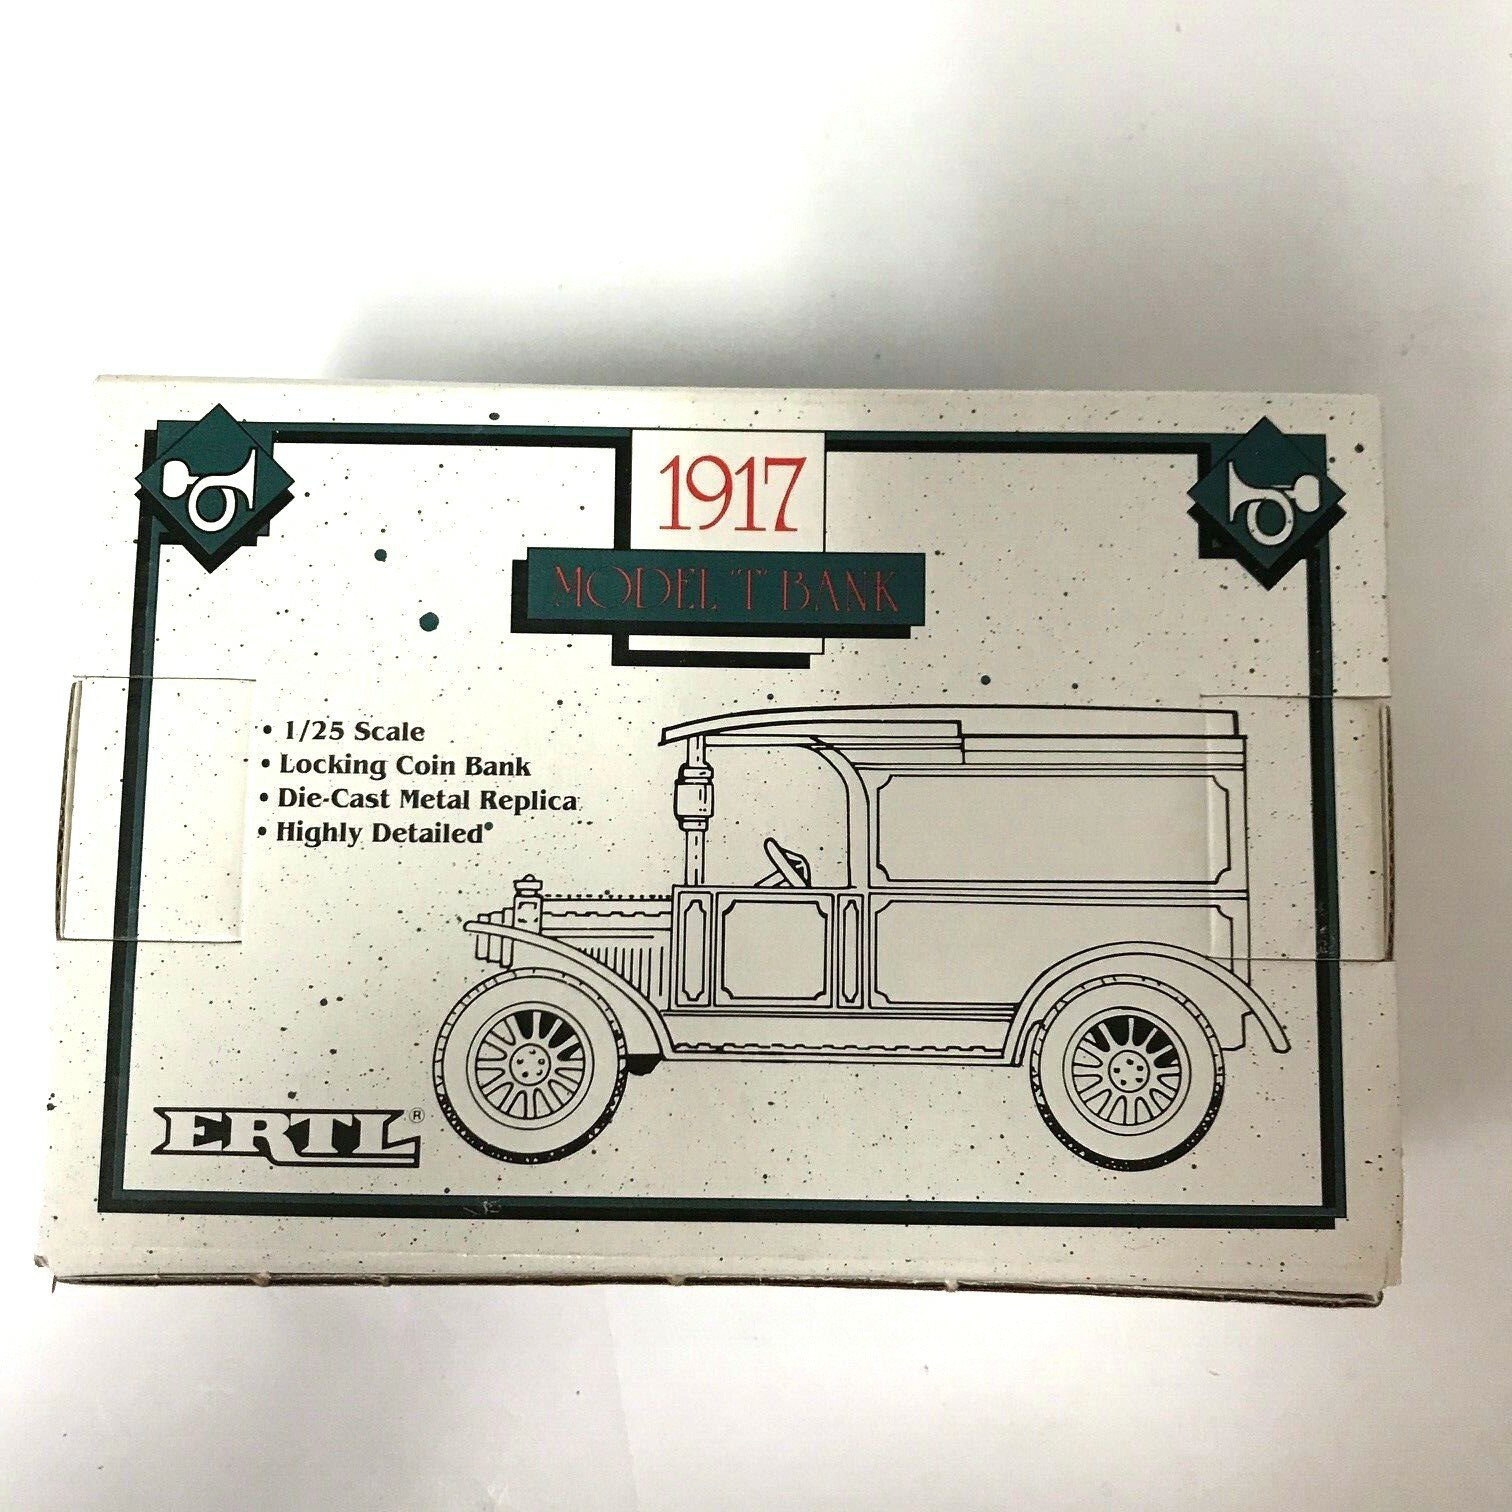 1917
MODEL "T" BANK
• 1/25 Scale
• Locking Coin Bank
• Die-Cast Metal Replica
• Highly Detailed
ERTL®